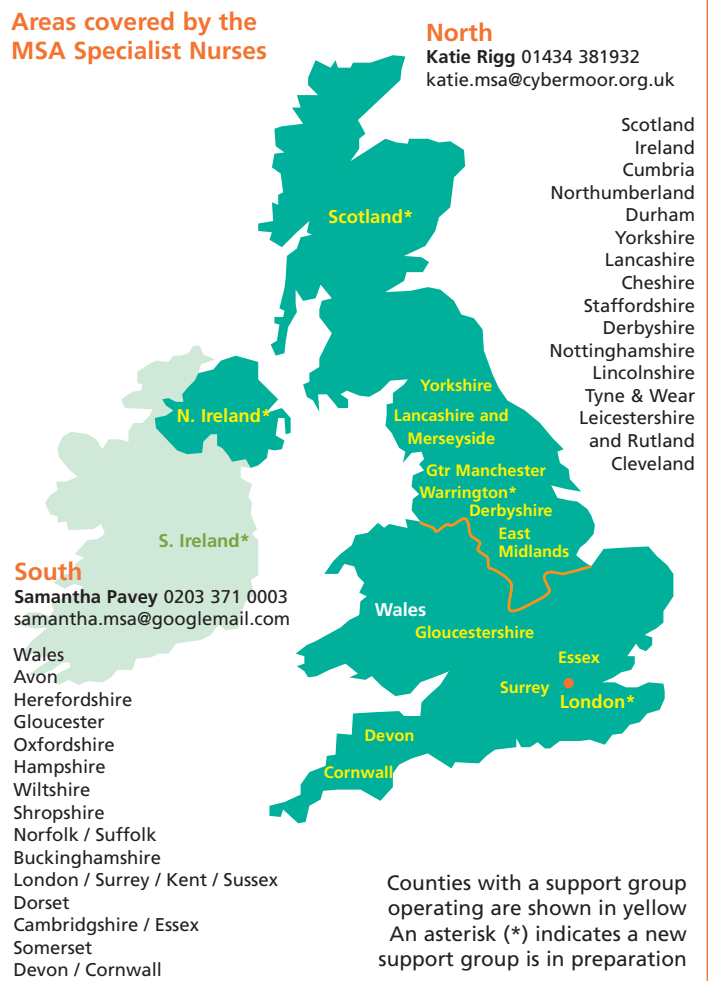 Areas covered by the
MSA Specialist Nurses
North
Katie Rigg 01434 381932
katie.msa@cybermoor.org.uk
Scotland
Ireland
Cumbria
Northumberland
Durham
Yorkshire
Lancashire
Cheshire
Staffordshire
Derbyshire
Nottinghamshire
Lincolnshire
Tyne & Wear
Leicestershire
and Rutland
Cleveland
Scotland*
N. Ireland*
S. Ireland*
Yorkshire
Lancashire and
Merseyside
Gtr Manchester
Warrington*
Derbyshire
East
Midlands
Wales
Gloucestershire
Essex
Surrey
London*
Devon
Cornwall
South
Samantha Pavey 0203 371 0003
samantha.msa@googlemail.com
Wales
Avon
Herefordshire
Gloucester
Oxfordshire
Hampshire
Wiltshire
Shropshire
Norfolk / Suffolk
Buckinghamshire
London / Surrey / Kent / Sussex
Dorset
Cambridgshire / Essex
Somerset
Devon / Cornwall
Counties with a support group
operating are shown in yellow
An asterisk (*) indicates a new
support group is in preparation